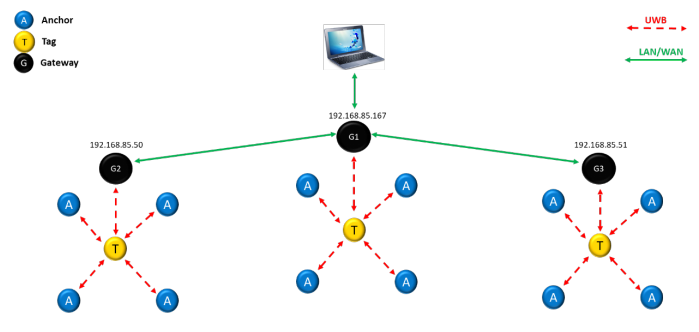 A Anchor
T Tag
G Gateway
UWB
LAN/WAN
192.168.85.167
G1
192.168.85.50
G2
192.168.85.51
G3
A A
A A
A A
T
T
T
A A
A A
A A